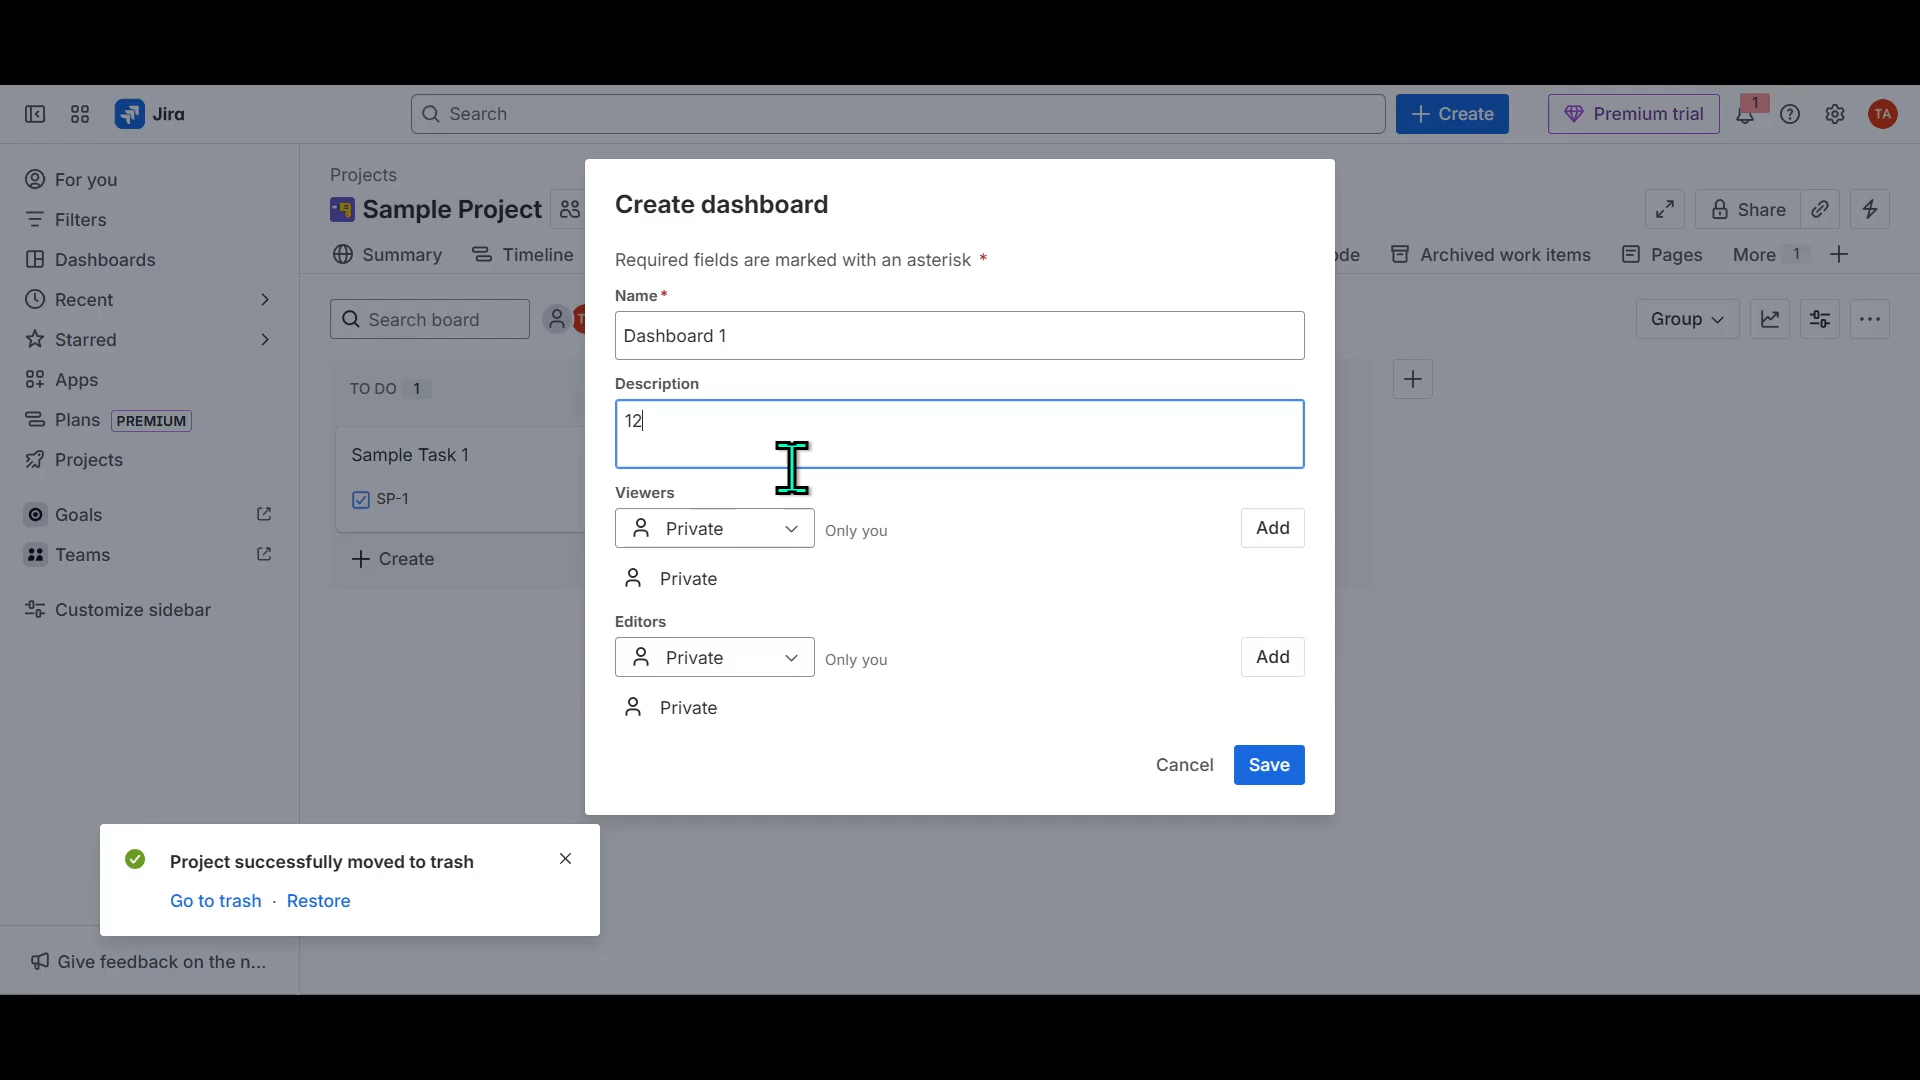 Jira
Search
Create
Premium trial
1
TA
For you
Filters
Dashboards
Recent
Starred
Apps
Plans PREMIUM
Projects
Goals
Teams
Customize sidebar
Give feedback on the n...
Projects
Sample Project
Share
Summary
Timeline
Archived work items
Pages
More 1
Search board
Group
TO DO 1
Sample Task 1
SP-1
Create
Create dashboard
Required fields are marked with an asterisk *
Name *
Dashboard 1
Description
12
Viewers
Private Only you Add
Private
Editors
Private Only you Add
Private
Cancel Save
Project successfully moved to trash
Go to trash · Restore